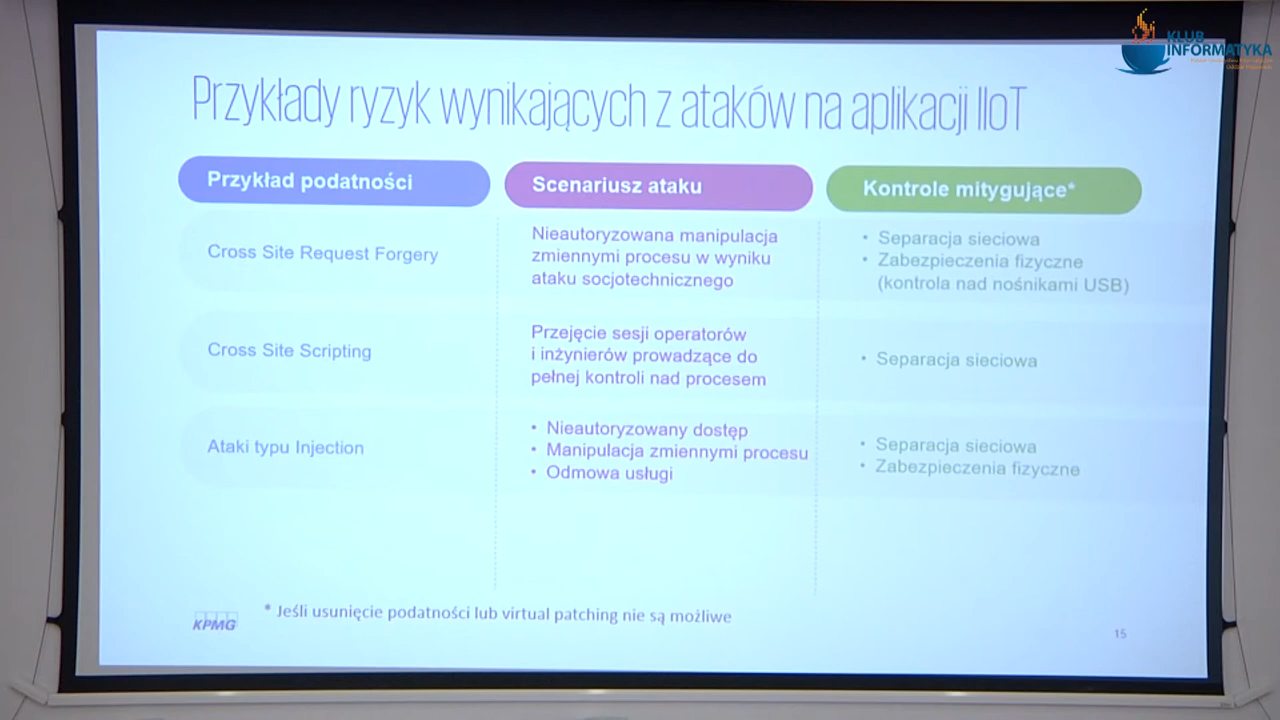 KLUB
INFORMATYKA
Przykłady ryzyk wynikających z ataków na aplikacji IIoT
Przykład podatności
Scenariusz ataku
Kontrole mitygujące*
Cross Site Request Forgery
Nieautoryzowana manipulacja
zmiennymi procesu w wyniku
ataku socjotechnicznego
• Separacja sieciowa
• Zabezpieczenia fizyczne
(kontrola nad nośnikami USB)
Cross Site Scripting
Przejęcie sesji operatorów
i inżynierów prowadzące do
pełnej kontroli nad procesem
• Separacja sieciowa
Ataki typu Injection
• Nieautoryzowany dostęp
• Manipulacja zmiennymi procesu
• Odmowa usługi
• Separacja sieciowa
• Zabezpieczenia fizyczne
* Jeśli usunięcie podatności lub virtual patching nie są możliwe
KPMG
15